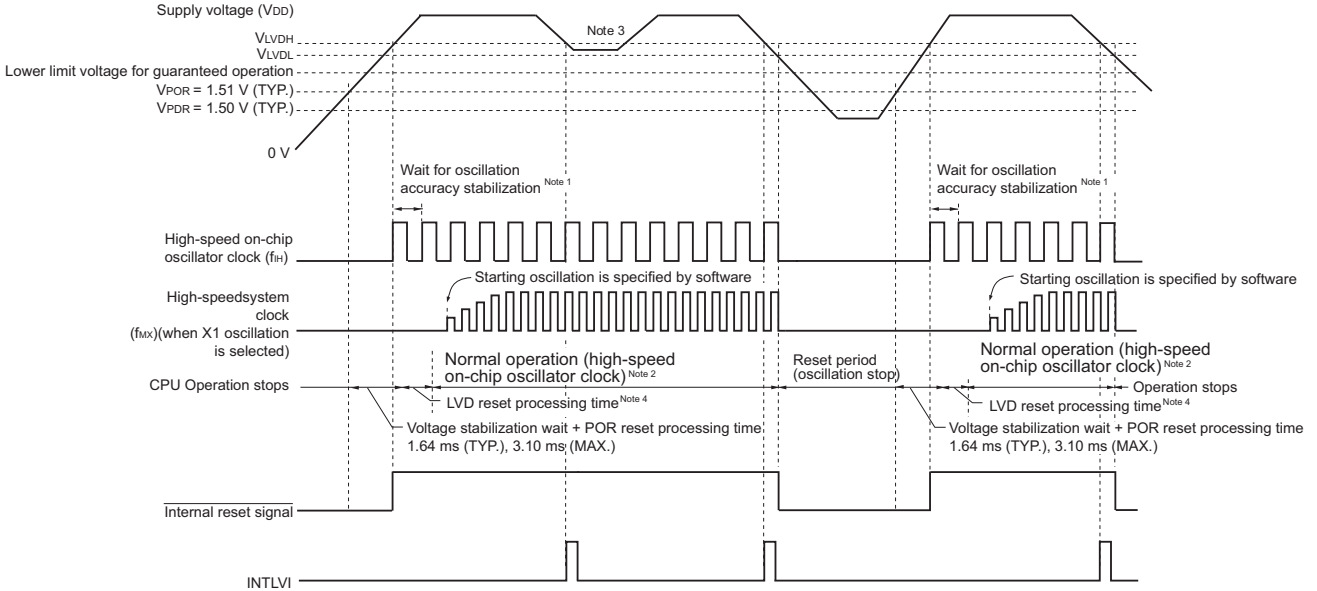 Supply voltage (VDD)
Note 3
VLVDH
VLVDL
Lower limit voltage for guaranteed operation
VPOR = 1.51 V (TYP.)
VPDR = 1.50 V (TYP.)
0 V
Wait for oscillation
accuracy stabilization Note 1
Wait for oscillation
accuracy stabilization Note 1
High-speed on-chip
oscillator clock (fIH)
Starting oscillation is specified by software
Starting oscillation is specified by software
High-speedsystem
clock
(fMX)(when X1 oscillation
is selected)
Normal operation (high-speed
on-chip oscillator clock) Note 2
Reset period
(oscillation stop)
Normal operation (high-speed
on-chip oscillator clock) Note 2
CPU Operation stops
Operation stops
LVD reset processing time Note 4
LVD reset processing time Note 4
Voltage stabilization wait + POR reset processing time
1.64 ms (TYP.), 3.10 ms (MAX.)
Voltage stabilization wait + POR reset processing time
1.64 ms (TYP.), 3.10 ms (MAX.)
Internal reset signal
INTLVI